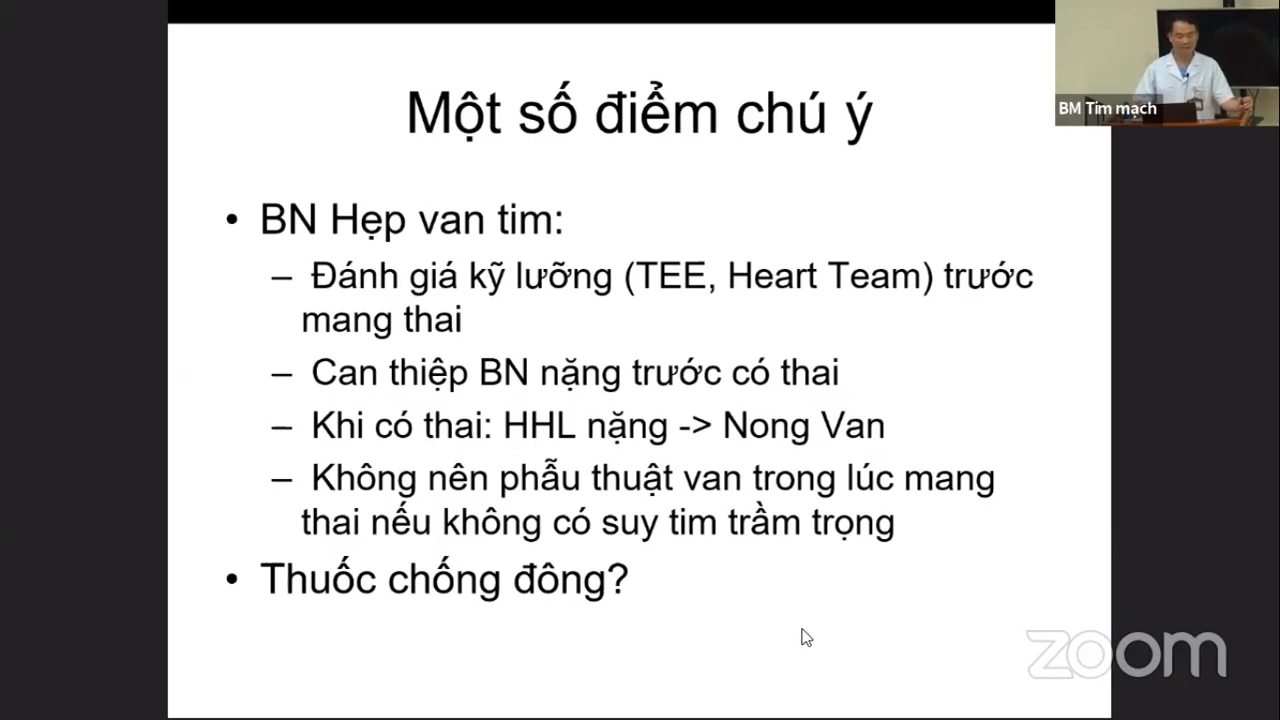 Một số điểm chú ý
BM Tim mạch
• BN Hẹp van tim:
– Đánh giá kỹ lưỡng (TEE, Heart Team) trước
mang thai
– Can thiệp BN nặng trước có thai
– Khi có thai: HHL nặng -> Nong Van
– Không nên phẫu thuật van trong lúc mang
thai nếu không có suy tim trầm trọng
• Thuốc chống đông?
zoom